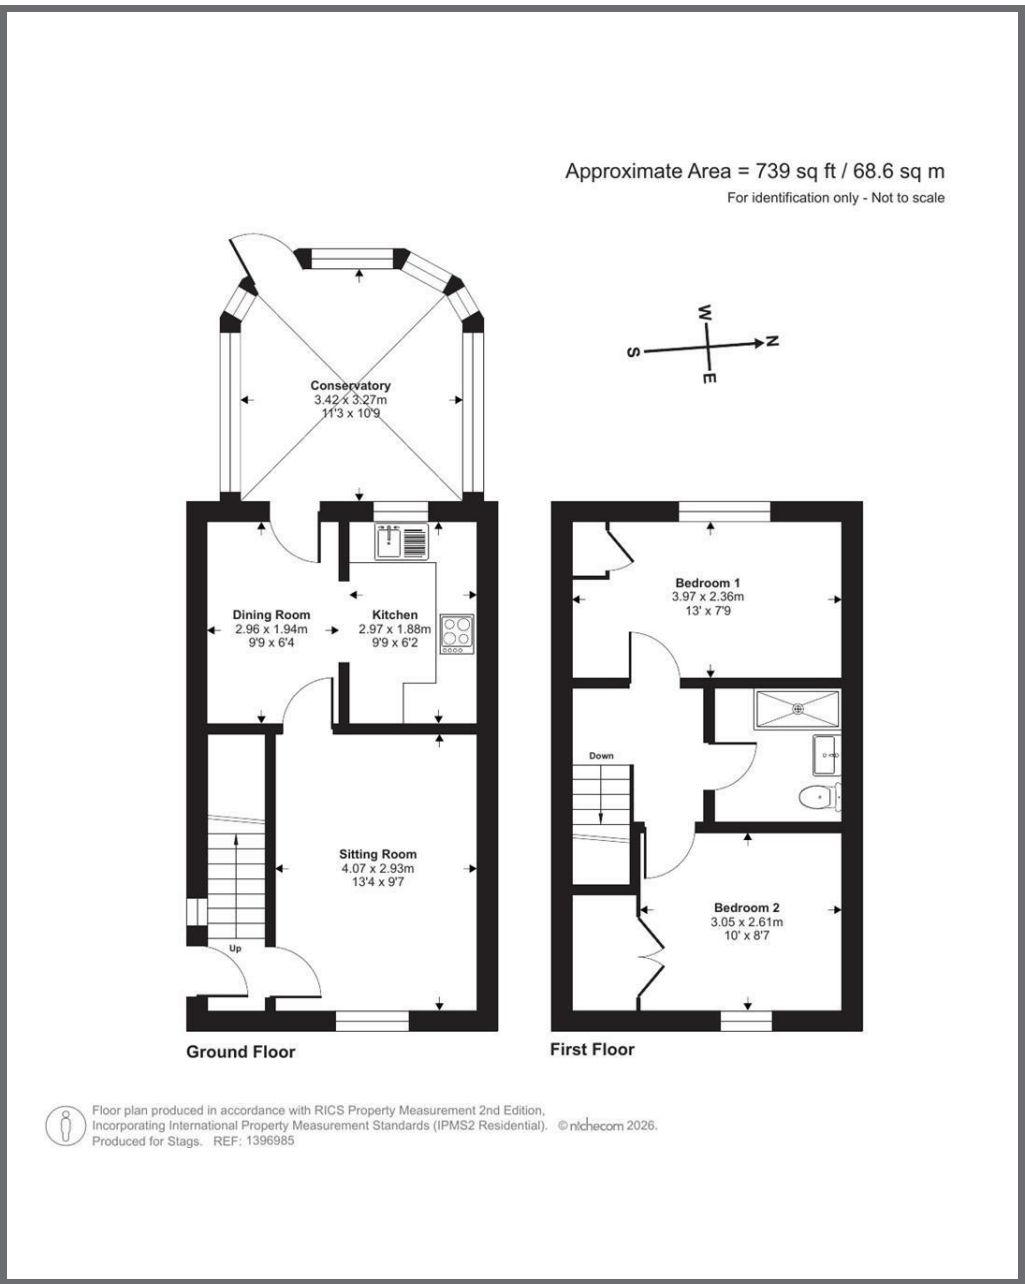 Approximate Area = 739 sq ft / 68.6 sq m
For identification only - Not to scale
W
N
S
E
Conservatory
3.42 x 3.27m
11'3 x 10'9
Dining Room
2.96 x 1.94m
9'9 x 6'4
Kitchen
2.97 x 1.88m
9'9 x 6'2
Sitting Room
4.07 x 2.93m
13'4 x 9'7
Up
Ground Floor
Bedroom 1
3.97 x 2.36m
13' x 7'9
Down
Bedroom 2
3.05 x 2.61m
10' x 8'7
First Floor
Floor plan produced in accordance with RICS Property Measurement 2nd Edition,
Incorporating International Property Measurement Standards (IPMS2 Residential). © nichecom 2026.
Produced for Stags. REF: 1396985